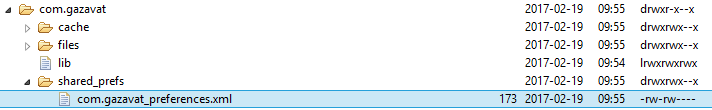 com.gazavat 2017-02-19 09:55 drwxr-x--x
cache 2017-02-19 09:55 drwxrwx--x
files 2017-02-19 09:55 drwxrwx--x
lib 2017-02-19 09:54 lrwxrwxrwx
shared_prefs 2017-02-19 09:55 drwxrwx--x
com.gazavat_preferences.xml 173 2017-02-19 09:55 -rw-rw----